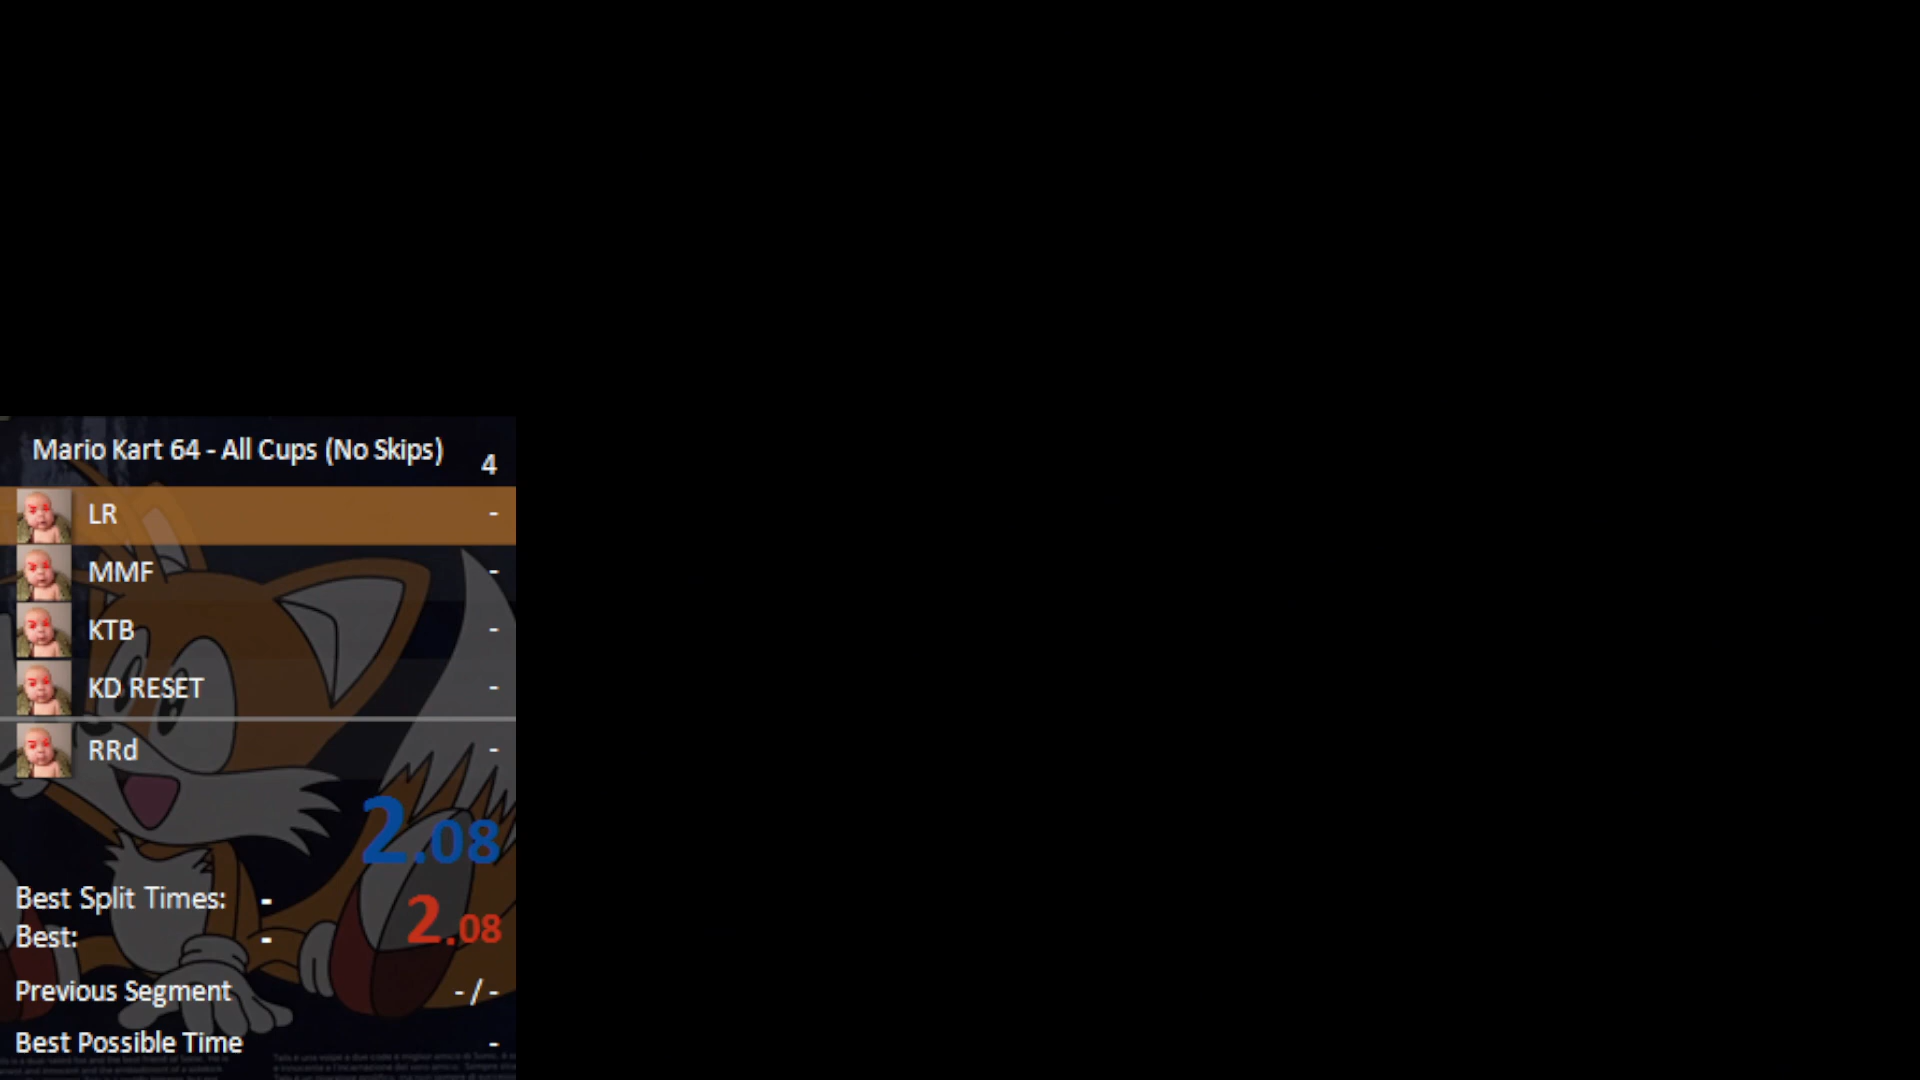 Mario Kart 64 - All Cups (No Skips) 4
LR -
MMF -
KTB -
KD RESET -
RRd -
2.08
Best Split Times: - 2.08
Best: -
Previous Segment - / -
Best Possible Time -